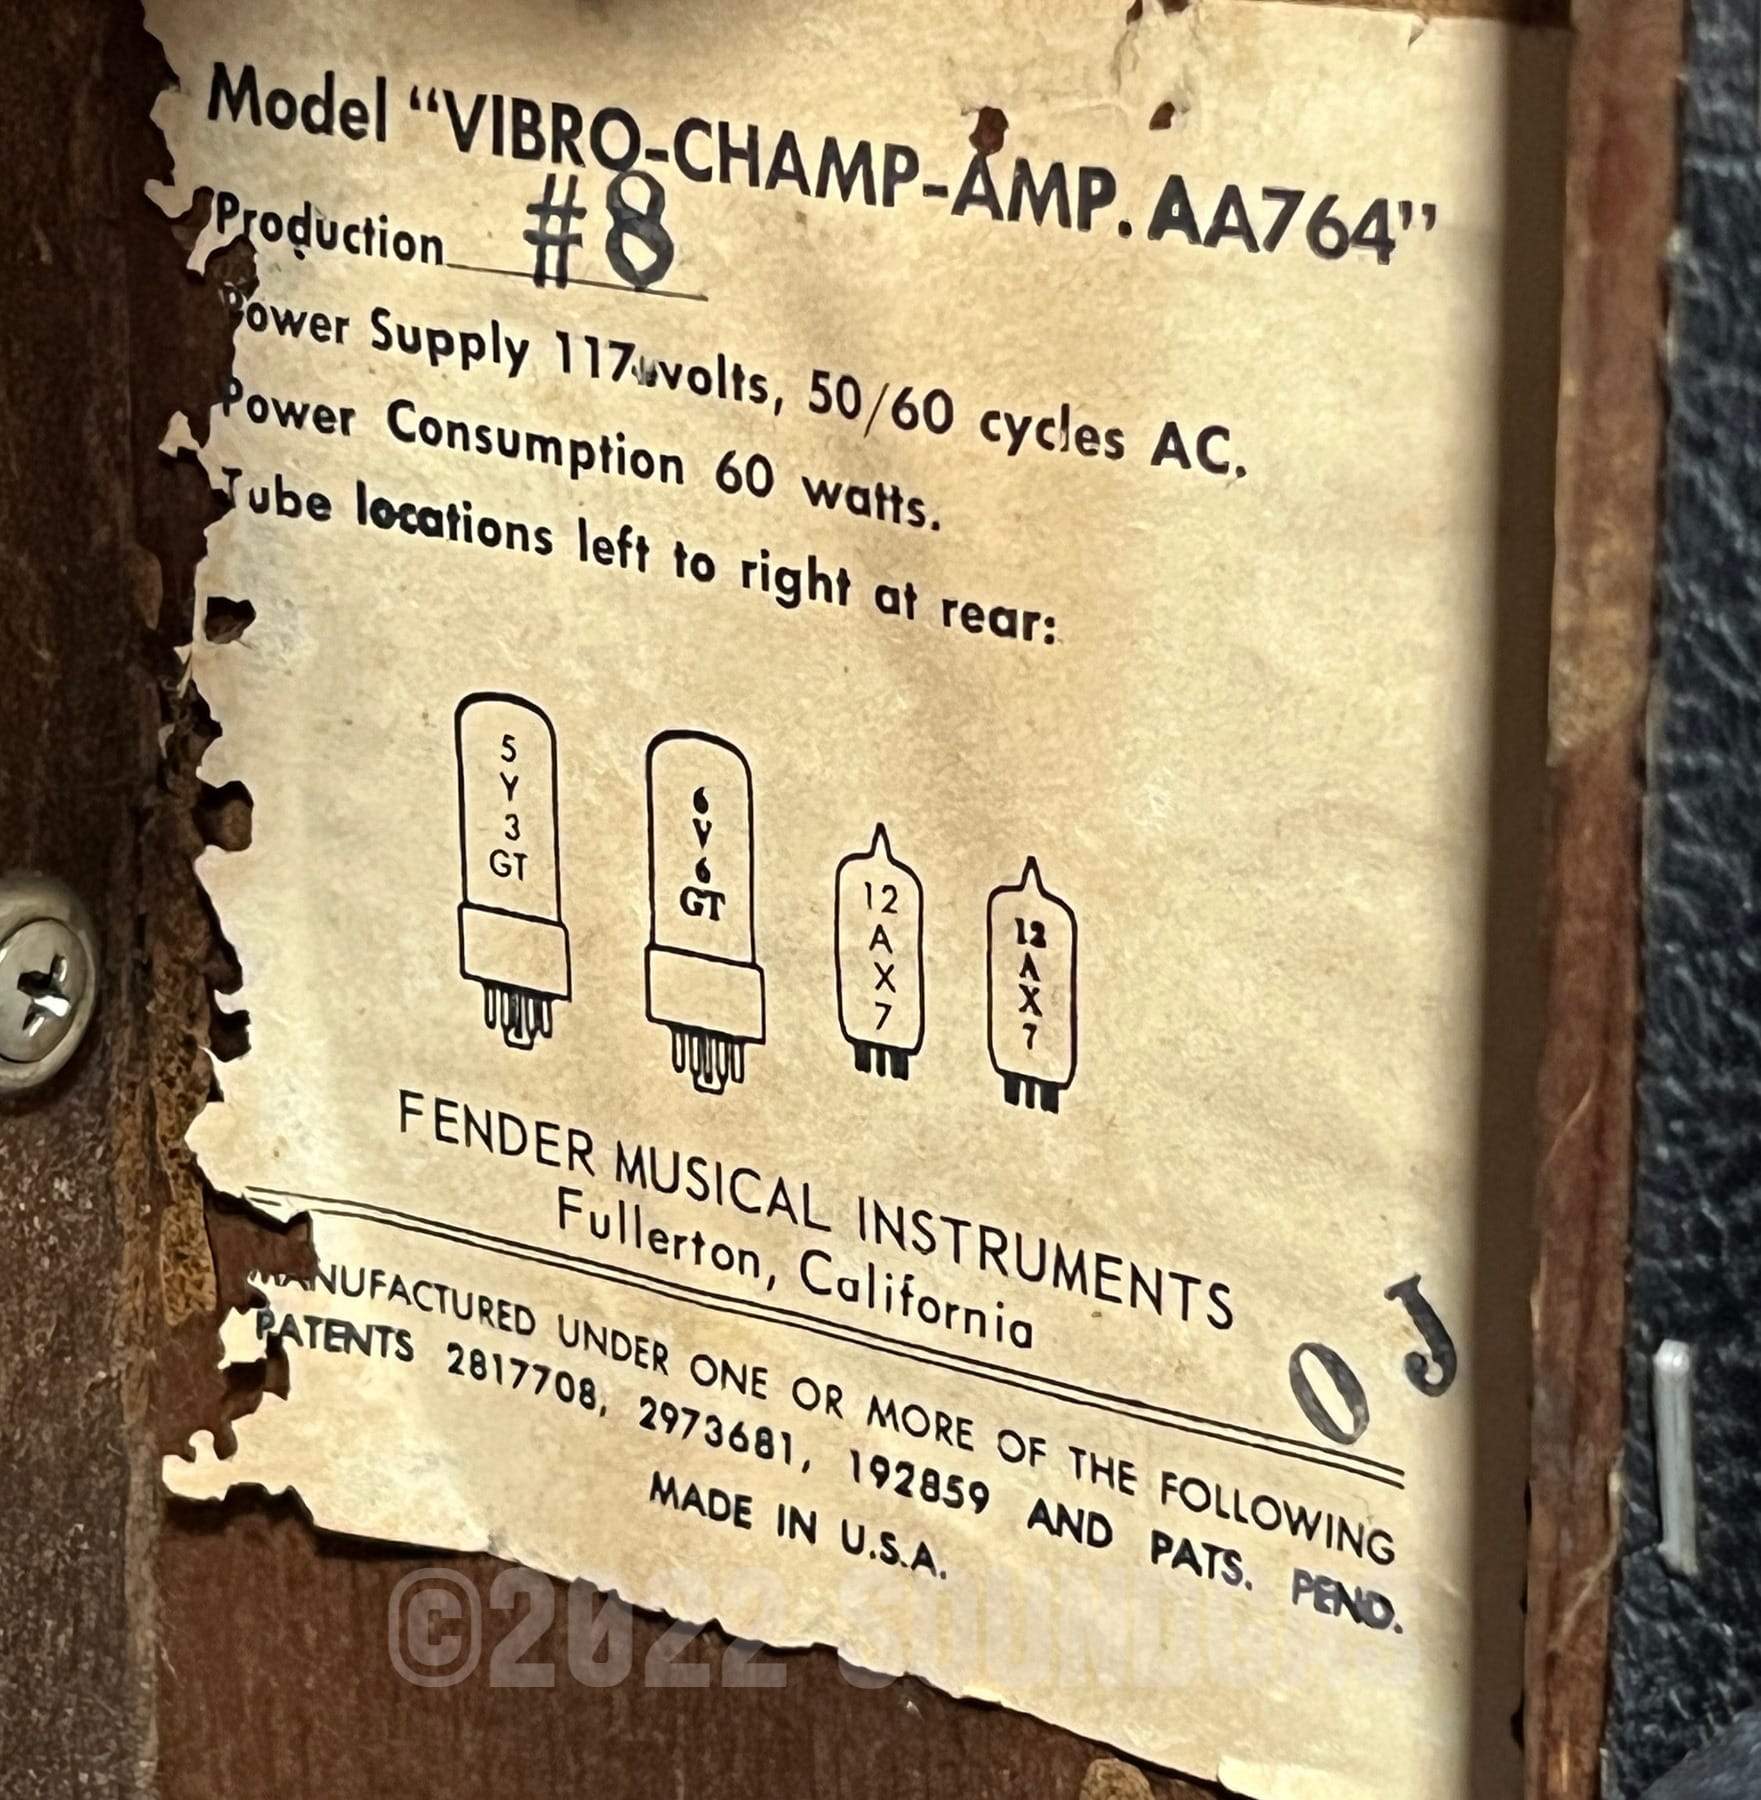 Model “VIBRO-CHAMP-AMP. AA764”
Production #8
Power Supply 117 volts, 50/60 cycles AC.
Power Consumption 60 watts.
Tube locations left to right at rear:
5
Y
3
GT
6
V
6
GT
12
A
X
7
12
A
X
7
FENDER MUSICAL INSTRUMENTS
Fullerton, California
O J
MANUFACTURED UNDER ONE OR MORE OF THE FOLLOWING
PATENTS 2817708, 2973681, 192859 AND PATS. PEND.
MADE IN U.S.A.
©2022